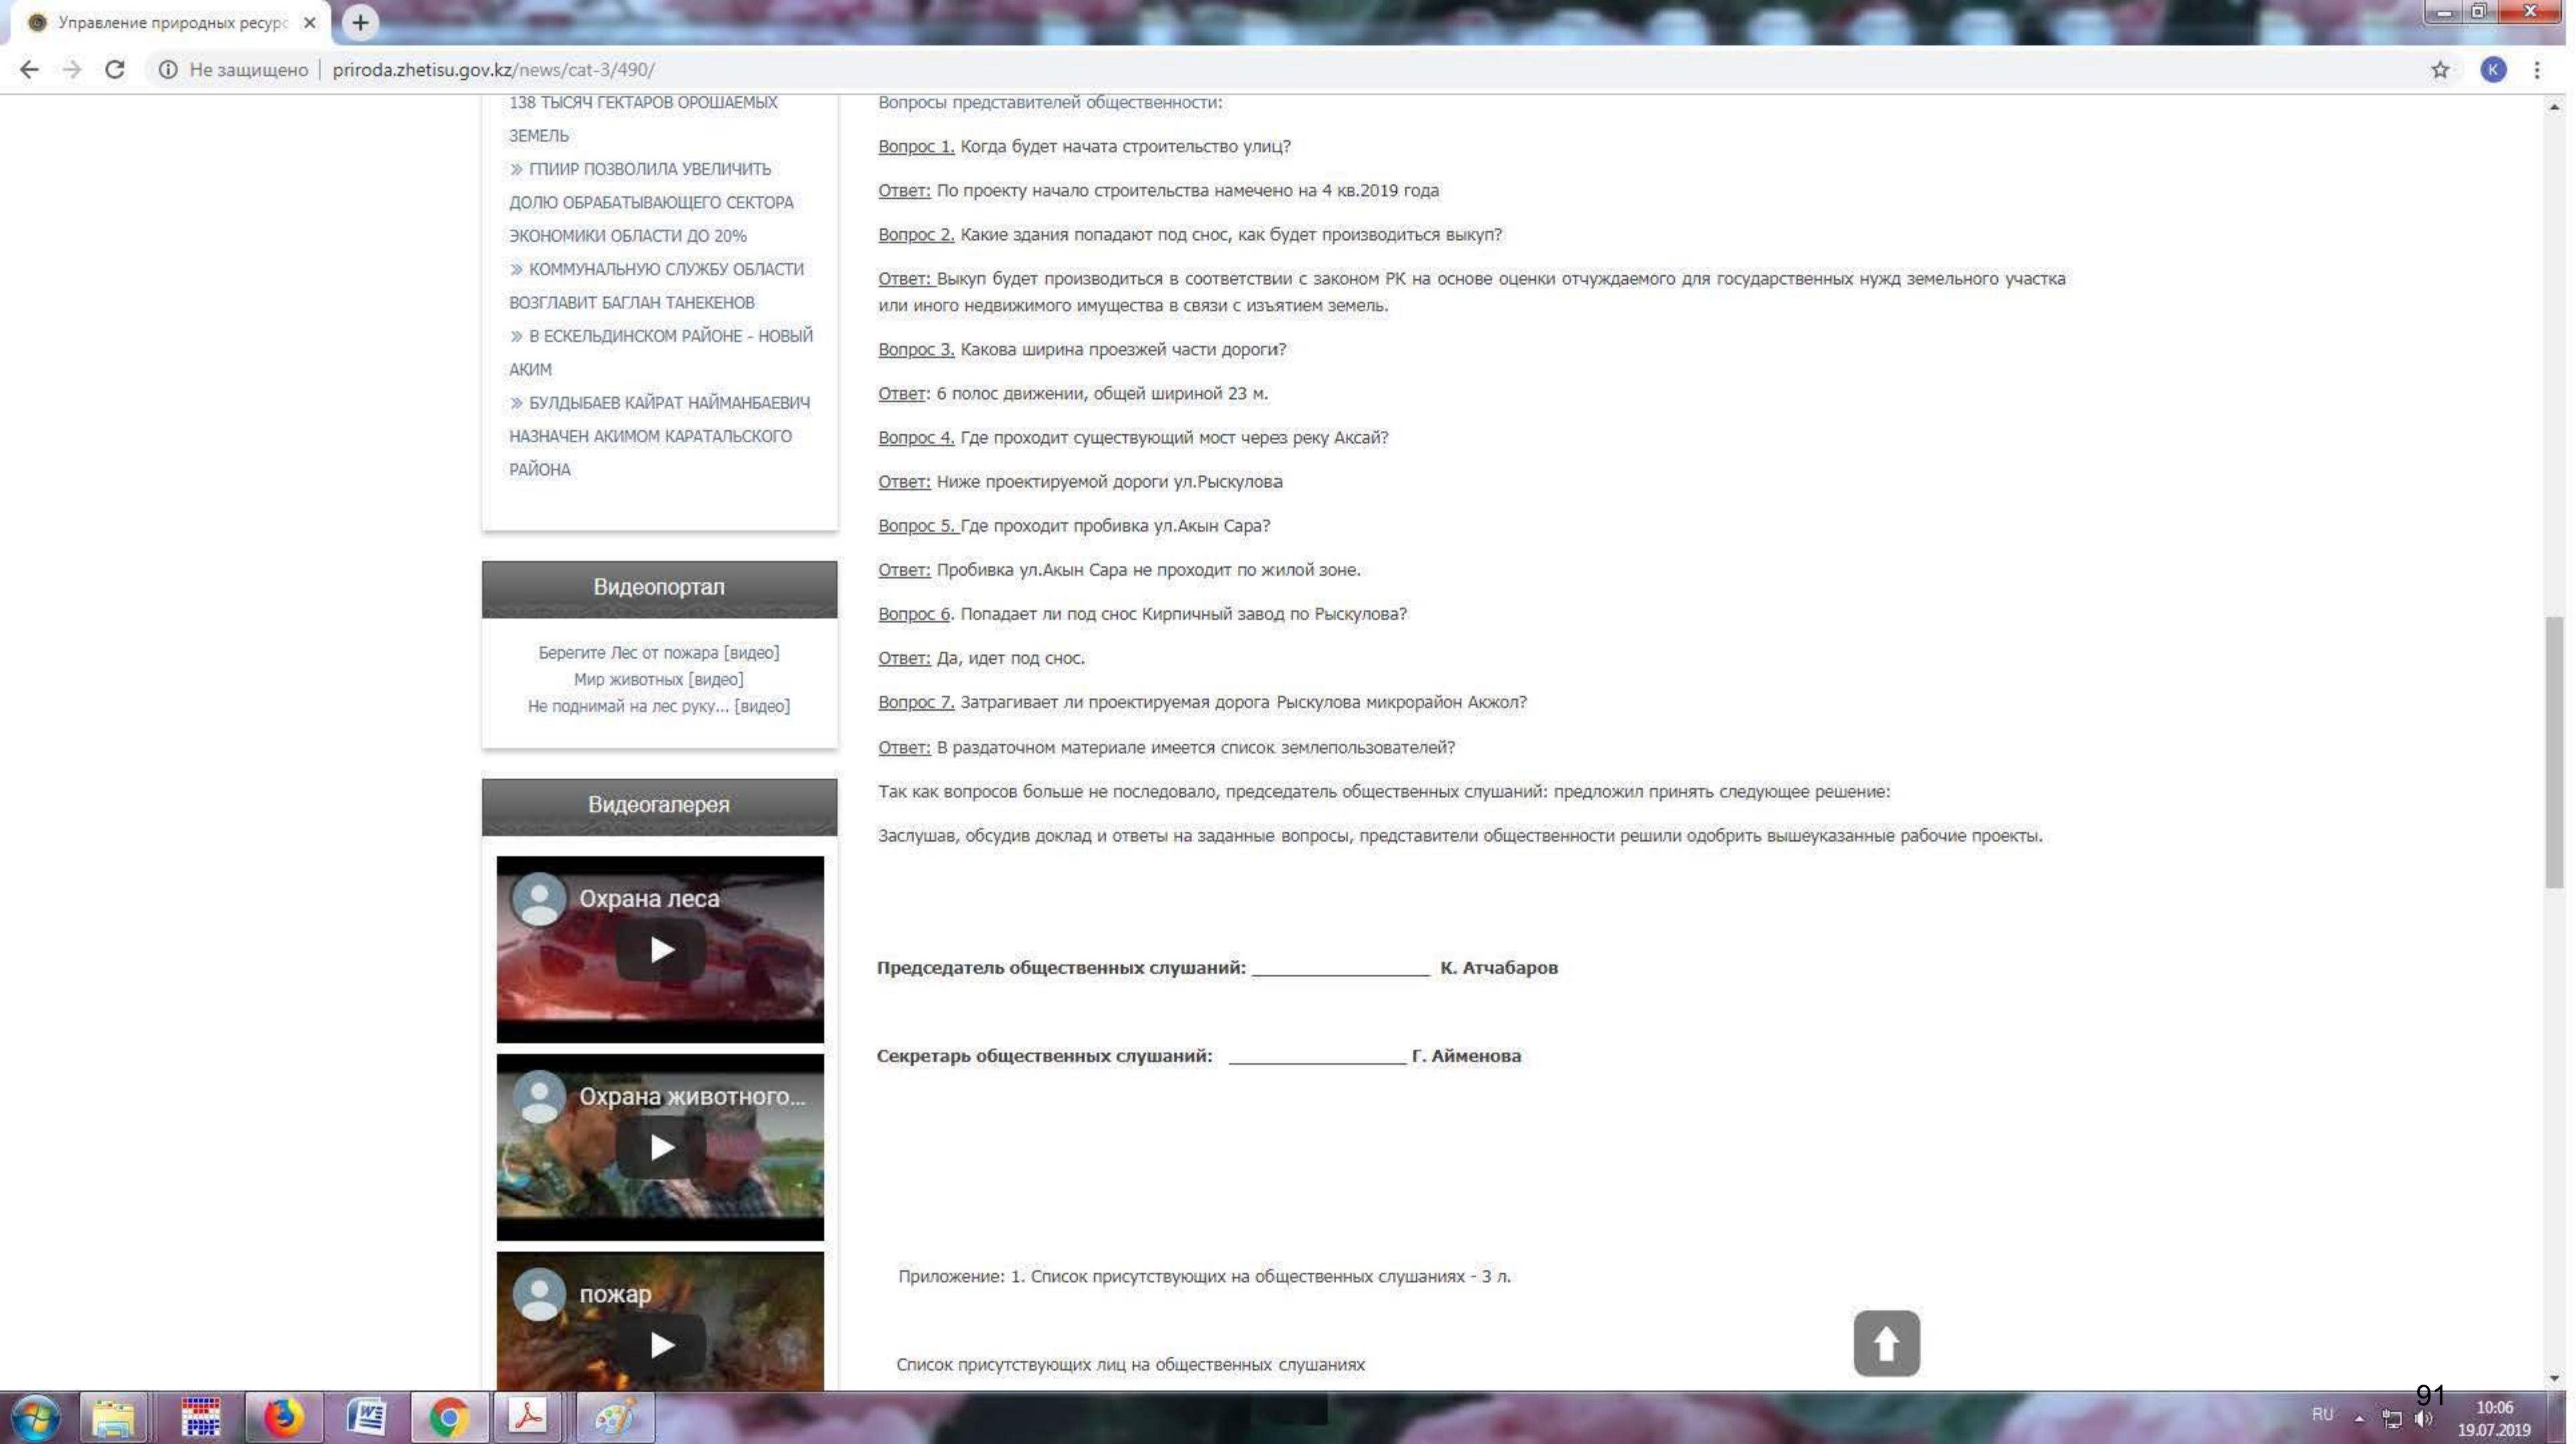 Управление природных ресурс
Не защищено | priroda.zhetisu.gov.kz/news/cat-3/490/
138 ТЫСЯЧ ГЕКТАРОВ ОРОШАЕМЫХ
ЗЕМЕЛЬ
» ГПИИР ПОЗВОЛИЛА УВЕЛИЧИТЬ
ДОЛЮ ОБРАБАТЫВАЮЩЕГО СЕКТОРА
ЭКОНОМИКИ ОБЛАСТИ ДО 20%
» КОММУНАЛЬНУЮ СЛУЖБУ ОБЛАСТИ
ВОЗГЛАВИТ БАГЛАН ТАНЕКЕНОВ
» В ЕСКЕЛЬДИНСКОМ РАЙОНЕ - НОВЫЙ
АКИМ
» БУЛДЫБАЕВ КАЙРАТ НАЙМАНБАЕВИЧ
НАЗНАЧЕН АКИМОМ КАРАТАЛЬСКОГО
РАЙОНА
Видеопортал
Берегите Лес от пожара [видео]
Мир животных [видео]
Не поднимай на лес руку... [видео]
Видеогалерея
Охрана леса
Охрана животного...
пожар
Вопросы представителей общественности:
Вопрос 1. Когда будет начата строительство улиц?
Ответ: По проекту начало строительства намечено на 4 кв.2019 года
Вопрос 2. Какие здания попадают под снос, как будет производиться выкуп?
Ответ: Выкуп будет производиться в соответствии с законом РК на основе оценки отчуждаемого для государственных нужд земельного участка
или иного недвижимого имущества в связи с изъятием земель.
Вопрос 3. Какова ширина проезжей части дороги?
Ответ: 6 полос движении, общей шириной 23 м.
Вопрос 4. Где проходит существующий мост через реку Аксай?
Ответ: Ниже проектируемой дороги ул.Рыскулова
Вопрос 5. Где проходит пробивка ул.Акын Сара?
Ответ: Пробивка ул.Акын Сара не проходит по жилой зоне.
Вопрос 6. Попадает ли под снос Кирпичный завод по Рыскулова?
Ответ: Да, идет под снос.
Вопрос 7. Затрагивает ли проектируемая дорога Рыскулова микрорайон Акжол?
Ответ: В раздаточном материале имеется список землепользователей?
Так как вопросов больше не последовало, председатель общественных слушаний: предложил принять следующее решение:
Заслушав, обсудив доклад и ответы на заданные вопросы, представители общественности решили одобрить вышеуказанные рабочие проекты.
Председатель общественных слушаний: ________________ К. Атчабаров
Секретарь общественных слушаний: ________________ Г. Айменова
Приложение: 1. Список присутствующих на общественных слушаниях - 3 л.
Список присутствующих лиц на общественных слушаниях
91
RU
10:06
19.07.2019